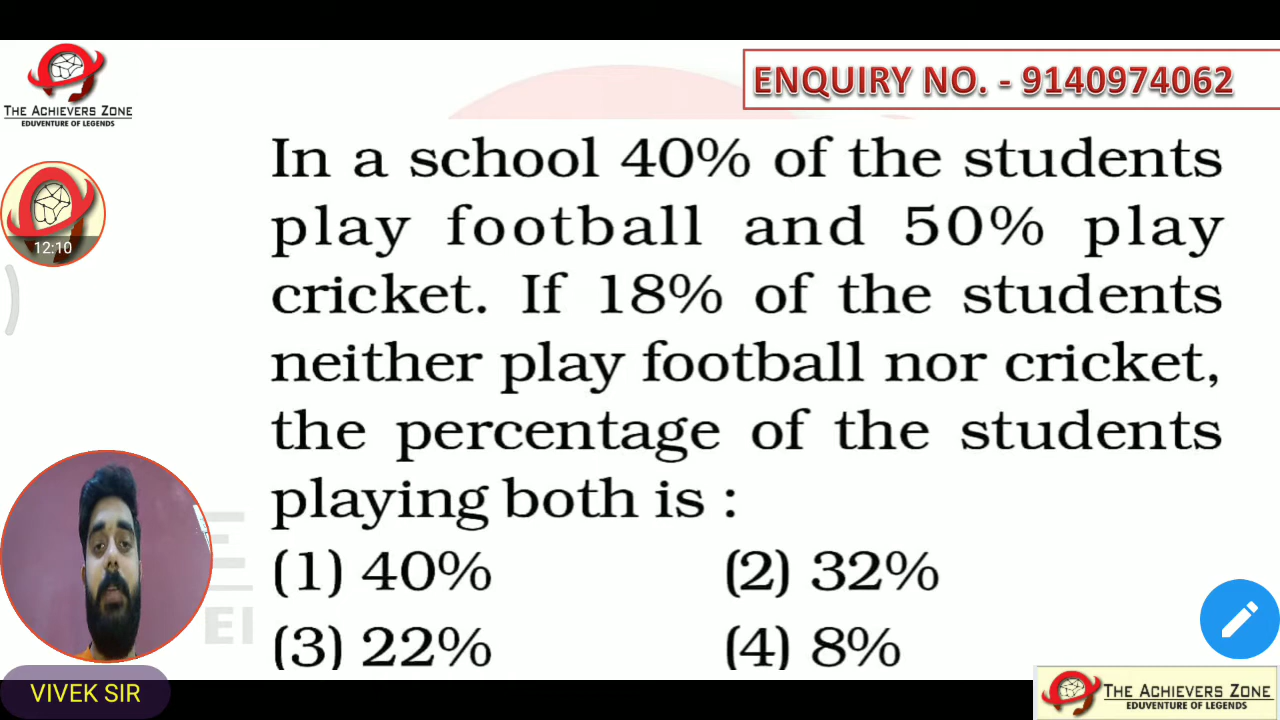 THE ACHIEVERS ZONE
EDUVENTURE OF LEGENDS
ENQUIRY NO. - 9140974062
12:10
In a school 40% of the students
play football and 50% play
cricket. If 18% of the students
neither play football nor cricket,
the percentage of the students
playing both is :
(1) 40% (2) 32%
(3) 22% (4) 8%
VIVEK SIR
THE ACHIEVERS ZONE
EDUVENTURE OF LEGENDS